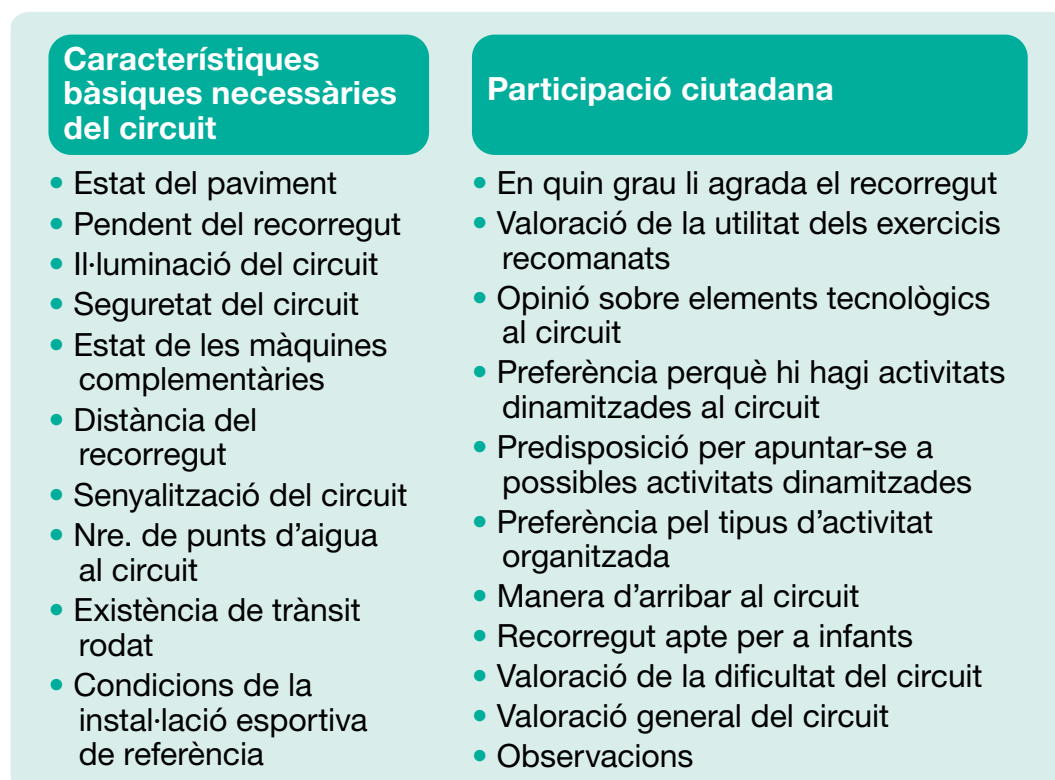 Característiques
bàsiques necessàries
del circuit
• Estat del paviment
• Pendent del recorregut
• Il·luminació del circuit
• Seguretat del circuit
• Estat de les màquines
complementàries
• Distància del
recorregut
• Senyalització del circuit
• Nre. de punts d’aigua
al circuit
• Existència de trànsit
rodat
• Condicions de la
instal·lació esportiva
de referència
Participació ciutadana
• En quin grau li agrada el recorregut
• Valoració de la utilitat dels exercicis
recomanats
• Opinió sobre elements tecnològics
al circuit
• Preferència perquè hi hagi activitats
dinamitzades al circuit
• Predisposició per apuntar-se a
possibles activitats dinamitzades
• Preferència pel tipus d’activitat
organitzada
• Manera d’arribar al circuit
• Recorregut apte per a infants
• Valoració de la dificultat del circuit
• Valoració general del circuit
• Observacions